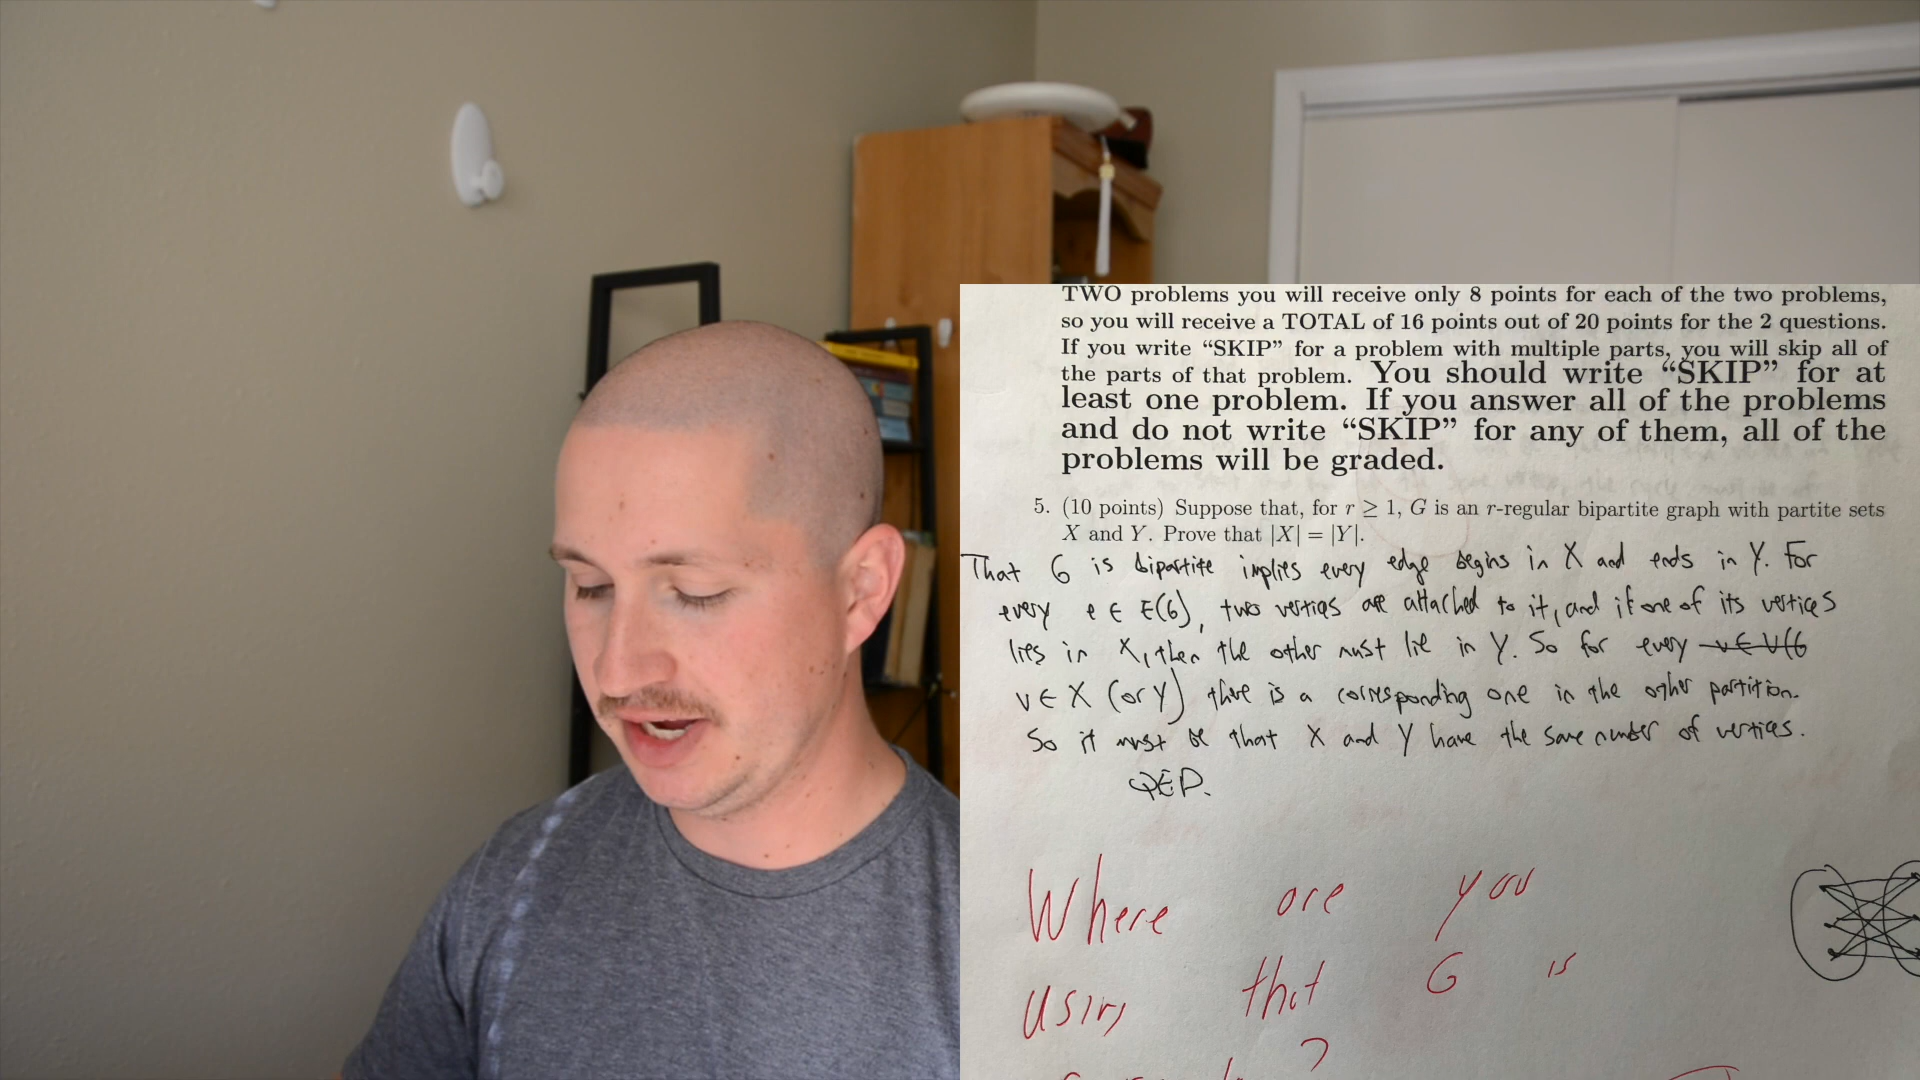 TWO problems you will receive only 8 points for each of the two problems,
so you will receive a TOTAL of 16 points out of 20 points for the 2 questions.
If you write “SKIP” for a problem with multiple parts, you will skip all of
the parts of that problem. You should write “SKIP” for at
least one problem. If you answer all of the problems
and do not write “SKIP” for any of them, all of the
problems will be graded.
5. (10 points) Suppose that, for r ≥ 1, G is an r-regular bipartite graph with partite sets
X and Y. Prove that |X| = |Y|.
That G is bipartite implies every edge begins in X and ends in Y. For
every e ∈ E(G), two vertices are attached to it, and if one of its vertices
lies in X, then the other must lie in Y. So for every v ∈ V(G
v ∈ X (or Y) there is a corresponding one in the other partition.
So it must be that X and Y have the same number of vertices.
QED.
Where are you
using that G is
?